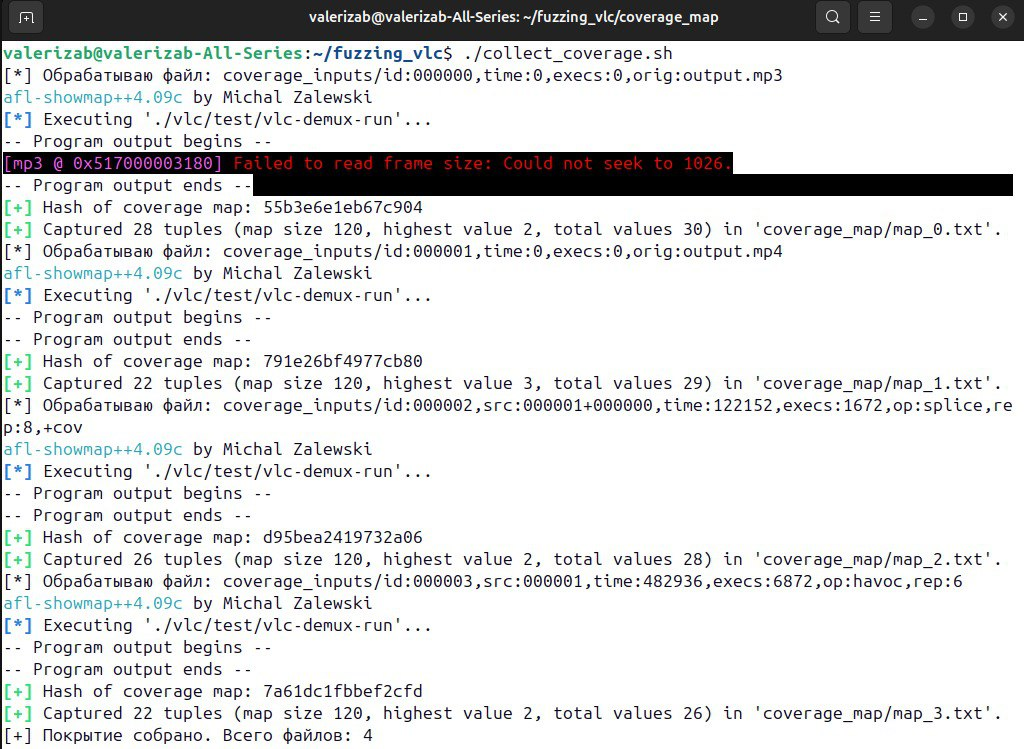 valerizab@valerizab-All-Series: ~/fuzzing_vlc/coverage_map
valerizab@valerizab-All-Series:~/fuzzing_vlc$ ./collect_coverage.sh
[*] Обрабатываю файл: coverage_inputs/id:000000,time:0,execs:0,orig:output.mp3
afl-showmap++4.09c by Michal Zalewski
[*] Executing './vlc/test/vlc-demux-run'...
-- Program output begins --
[mp3 @ 0x517000003180] Failed to read frame size: Could not seek to 1026.
-- Program output ends --
[+] Hash of coverage map: 55b3e6e1eb67c904
[+] Captured 28 tuples (map size 120, highest value 2, total values 30) in 'coverage_map/map_0.txt'.
[*] Обрабатываю файл: coverage_inputs/id:000001,time:0,execs:0,orig:output.mp4
afl-showmap++4.09c by Michal Zalewski
[*] Executing './vlc/test/vlc-demux-run'...
-- Program output begins --
-- Program output ends --
[+] Hash of coverage map: 791e26bf4977cb80
[+] Captured 22 tuples (map size 120, highest value 3, total values 29) in 'coverage_map/map_1.txt'.
[*] Обрабатываю файл: coverage_inputs/id:000002,src:000001+000000,time:122152,execs:1672,op:splice,re
p:8,+cov
afl-showmap++4.09c by Michal Zalewski
[*] Executing './vlc/test/vlc-demux-run'...
-- Program output begins --
-- Program output ends --
[+] Hash of coverage map: d95bea2419732a06
[+] Captured 26 tuples (map size 120, highest value 2, total values 28) in 'coverage_map/map_2.txt'.
[*] Обрабатываю файл: coverage_inputs/id:000003,src:000001,time:482936,execs:6872,op:havoc,rep:6
afl-showmap++4.09c by Michal Zalewski
[*] Executing './vlc/test/vlc-demux-run'...
-- Program output begins --
-- Program output ends --
[+] Hash of coverage map: 7a61dc1fbbef2cfd
[+] Captured 22 tuples (map size 120, highest value 2, total values 26) in 'coverage_map/map_3.txt'.
[+] Покрытие собрано. Всего файлов: 4